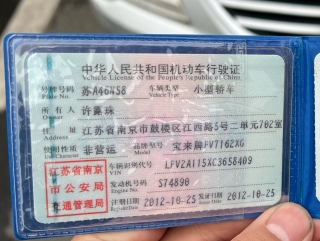 中华人民共和国机动车行驶证
Vehicle License of the People's Republic of China
号牌号码 苏A46W58 车辆类型 小型轿车
Plate No. Vehicle Type
所有人 许露珠
Owner
住址 江苏省南京市鼓楼区江西路5号二单元702室
Address
使用性质 非营运 品牌型号 宝来牌FV7162XG
Use Character Model
江苏省南京 车辆识别代号 LFV2A115XC3658409
VIN
市公安局 发动机号码 S74890
Engine No.
交通管理局 注册日期 2012-10-25 发证日期 2012-10-25
Register Date Issue Date